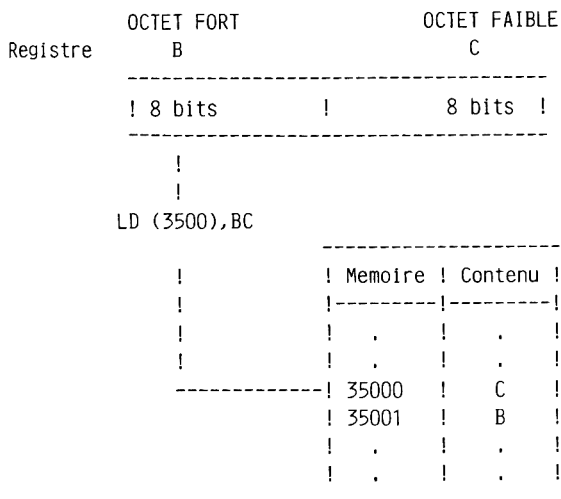 OCTET FORT OCTET FAIBLE
Registre B C
! 8 bits ! 8 bits !
!
!
LD (3500),BC
! ! Memoire ! Contenu !
! !---------!---------!
! ! . ! . !
! ! . ! . !
-------------! 35000 ! C !
! 35001 ! B !
! . ! . !
! . ! . !